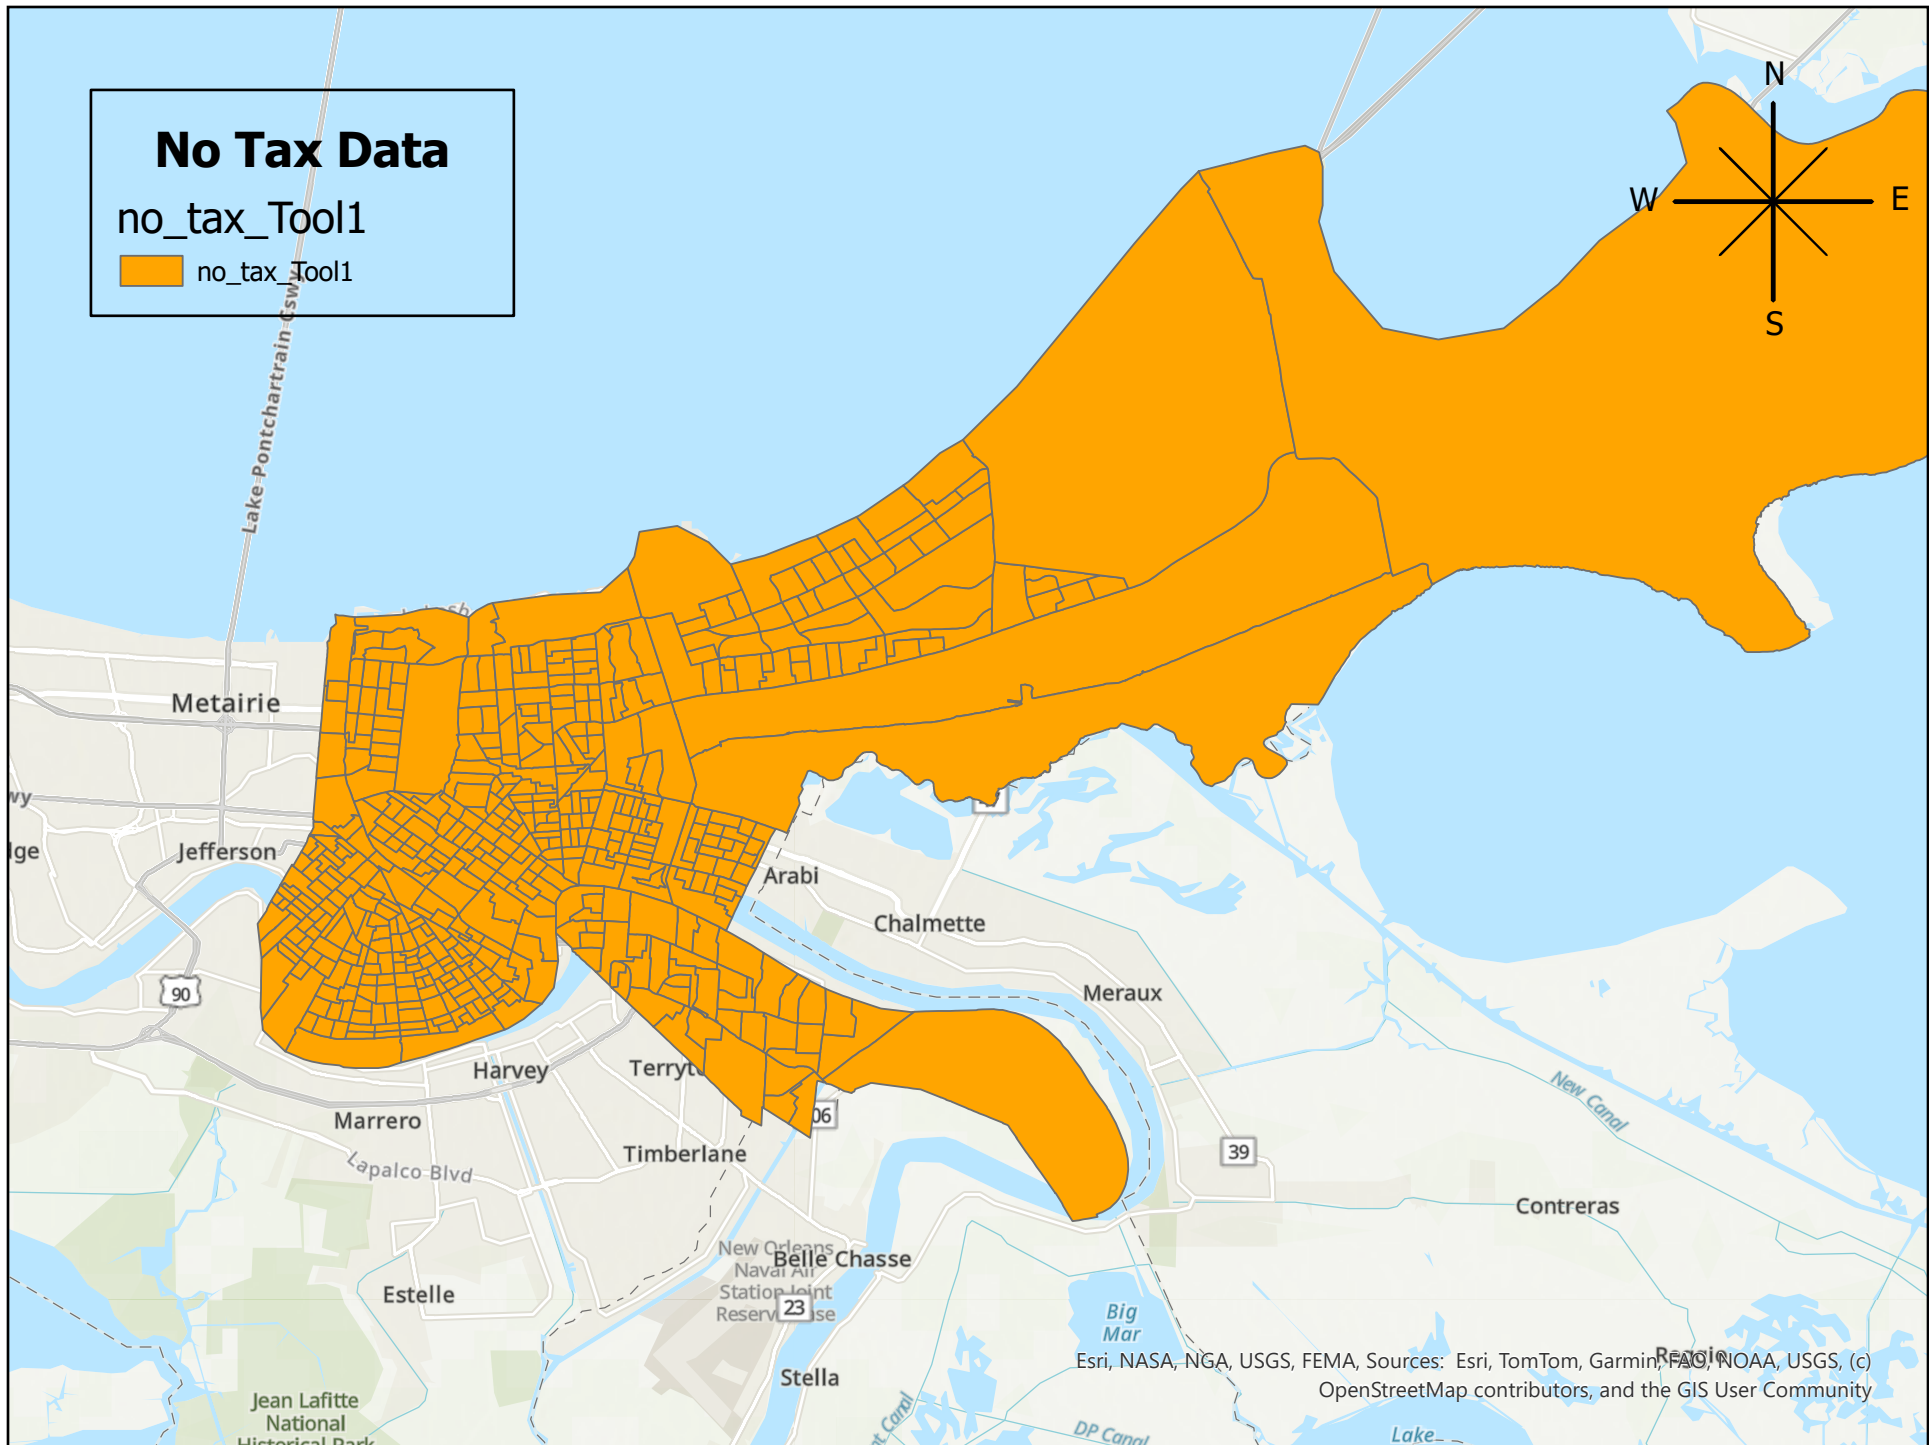 N
W
E
S
No Tax Data
no_tax_Tool1
no_tax_Tool1
Lake Pontchartrain Cswy
Metairie
wy
Jefferson
Arabi
Chalmette
90
Meraux
Harvey
Marrero
06
Timberlane
Lapalco Blvd
39
New Canal
Contreras
New Orleans
Naval Air
Station Joint
Belle Chasse
23
Estelle
Big
Mar
Stella
Esri, NASA, NGA, USGS, FEMA, Sources: Esri, TomTom, Garmin, FAO, NOAA, USGS, (c)
OpenStreetMap contributors, and the GIS User Community
Jean Lafitte
National
Historical Park
DP Canal
Lake